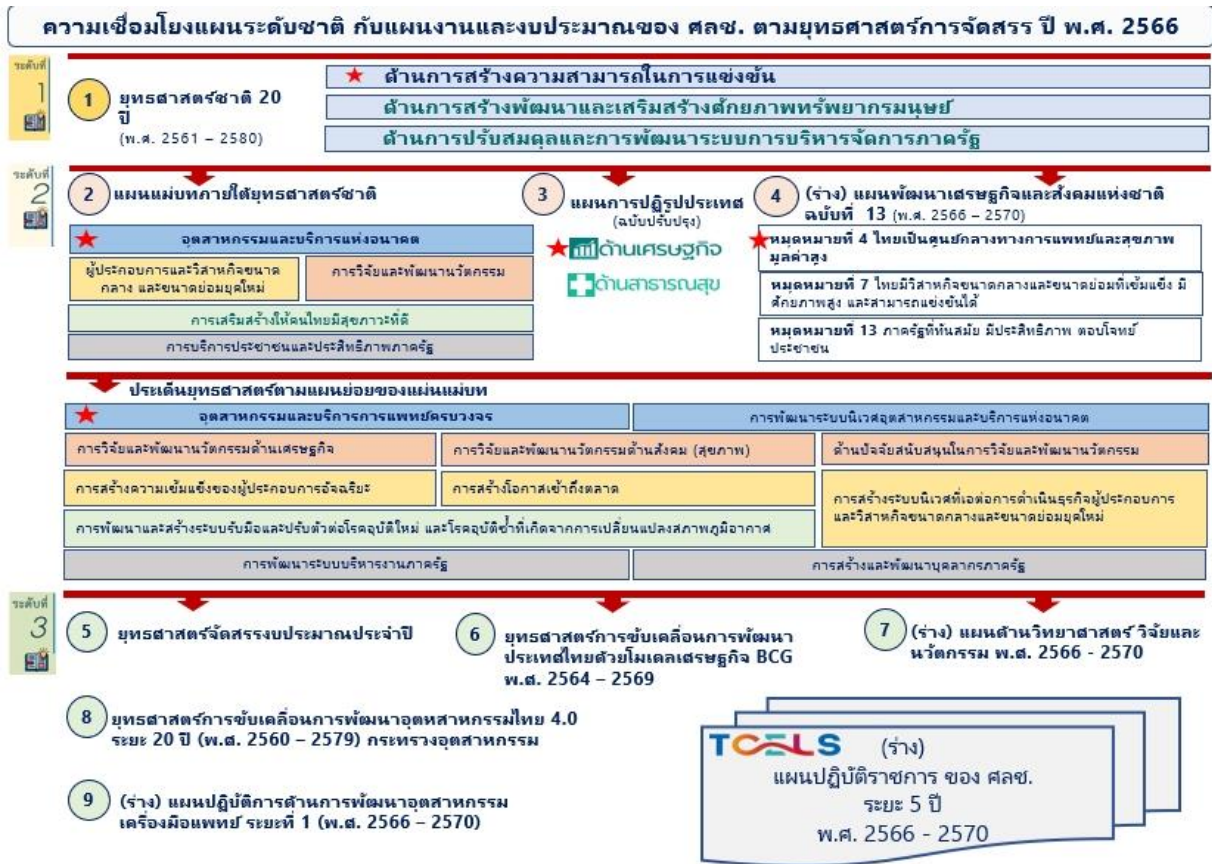 ความเชื่อมโยงแผนระดับชาติ กับแผนงานและงบประมาณของ ศลช. ตามยุทธศาสตร์การจัดสรร ปี พ.ศ. 2566
ระดับที่
1
1
ยุทธศาสตร์ชาติ 20
ปี
(พ.ศ. 2561 – 2580)
ด้านการสร้างความสามารถในการแข่งขัน
ด้านการสร้างพัฒนาและเสริมสร้างศักยภาพทรัพยากรมนุษย์
ด้านการปรับสมดุลและการพัฒนาระบบการบริหารจัดการภาครัฐ
ระดับที่
2
2
แผนแม่บทภายใต้ยุทธศาสตร์ชาติ
อุตสาหกรรมและบริการแห่งอนาคต
ผู้ประกอบการและวิสาหกิจขนาด
กลาง และขนาดย่อมยุคใหม่
การวิจัยและพัฒนานวัตกรรม
การเสริมสร้างให้คนไทยมีสุขภาวะที่ดี
การบริการประชาชนและประสิทธิภาพภาครัฐ
3
แผนการปฏิรูปประเทศ
(ฉบับปรับปรุง)
ด้านเศรษฐกิจ
ด้านสาธารณสุข
4
(ร่าง) แผนพัฒนาเศรษฐกิจและสังคมแห่งชาติ
ฉบับที่ 13 (พ.ศ. 2566 – 2570)
หมุดหมายที่ 4 ไทยเป็นศูนย์กลางทางการแพทย์และสุขภาพ
มูลค่าสูง
หมุดหมายที่ 7 ไทยมีวิสาหกิจขนาดกลางและขนาดย่อมที่เข้มแข็ง มี
ศักยภาพสูง และสามารถแข่งขันได้
หมุดหมายที่ 13 ภาครัฐที่ทันสมัย มีประสิทธิภาพ ตอบโจทย์
ประชาชน
ประเด็นยุทธศาสตร์ตามแผนย่อยของแผ่นแม่บท
อุตสาหกรรมและบริการการแพทย์ครบวงจร
การพัฒนาระบบนิเวศอุตสาหกรรมและบริการแห่งอนาคต
การวิจัยและพัฒนานวัตกรรมด้านเศรษฐกิจ
การวิจัยและพัฒนานวัตกรรมด้านสังคม (สุขภาพ)
ด้านปัจจัยสนับสนุนในการวิจัยและพัฒนานวัตกรรม
การสร้างความเข้มแข็งของผู้ประกอบการอัจฉริยะ
การสร้างโอกาสเข้าถึงตลาด
การสร้างระบบนิเวศที่เอต่อการดำเนินธุรกิจผู้ประกอบการ
และวิสาหกิจขนาดกลางและขนาดย่อมยุคใหม่
การพัฒนาและสร้างระบบรับมือและปรับตัวต่อโรคอุบัติใหม่ และโรคอุบัติซ้ำที่เกิดจากการเปลี่ยนแปลงสภาพภูมิอากาศ
การพัฒนาระบบบริหารงานภาครัฐ
การสร้างและพัฒนาบุคลากรภาครัฐ
ระดับที่
3
5
ยุทธศาสตร์จัดสรรงบประมาณประจำปี
6
ยุทธศาสตร์การขับเคลื่อนการพัฒนา
ประเทศไทยด้วยโมเดลเศรษฐกิจ BCG
พ.ศ. 2564 – 2569
7
(ร่าง) แผนด้านวิทยาศาสตร์ วิจัยและ
นวัตกรรม พ.ศ. 2566 - 2570
8
ยุทธศาสตร์การขับเคลื่อนการพัฒนาอุตหสาหกรรมไทย 4.0
ระยะ 20 ปี (พ.ศ. 2560 – 2579) กระทรวงอุตสาหกรรม
9
(ร่าง) แผนปฏิบัติการด้านการพัฒนาอุตสาหกรรม
เครื่องมือแพทย์ ระยะที่ 1 (พ.ศ. 2566 – 2570)
TCELS
(ร่าง)
แผนปฏิบัติราชการ ของ ศลช.
ระยะ 5 ปี
พ.ศ. 2566 - 2570